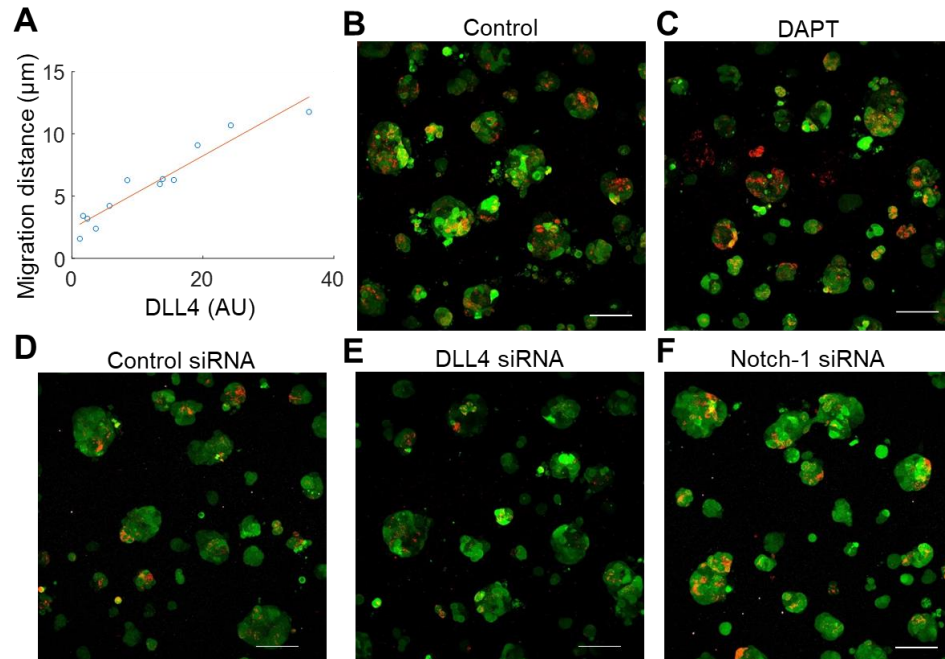 A
Migration distance (μm)
15
10
5
0
0
20
40
DLL4 (AU)
B
Control
C
DAPT
D
Control siRNA
E
DLL4 siRNA
F
Notch-1 siRNA